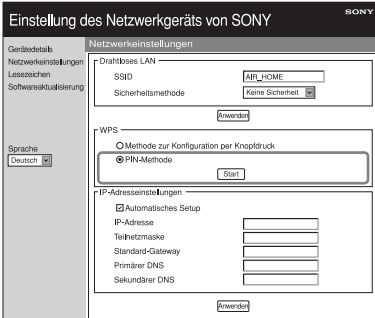 Einstellung des Netzwerkgeräts von SONY
SONY
Gerätedetails
Netzwerkeinstellungen
Lesezeichen
Softwareaktualisierung
Sprache
Deutsch
Netzwerkeinstellungen
Drahtloses LAN
SSID AIR_HOME
Sicherheitsmethode Keine Sicherheit
Anwenden
WPS
Methode zur Konfiguration per Knopfdruck
PIN-Methode
Start
IP-Adresseinstellungen
Automatisches Setup
IP-Adresse
Teilnetzmaske
Standard-Gateway
Primärer DNS
Sekundärer DNS
Anwenden